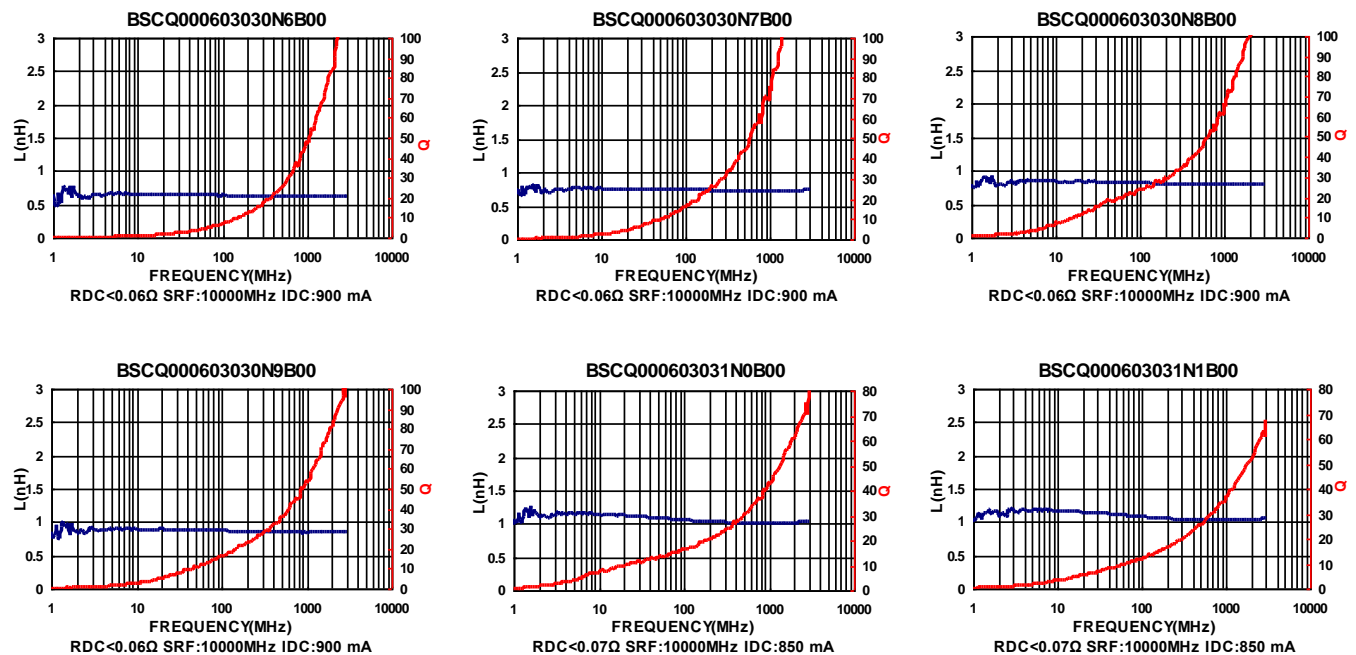 BSCQ000603030N6B00
3
2.5
2
1.5
1
0.5
0
L(nH)
100
90
80
70
60
50
40
30
20
10
0
Q
1 10 100 1000 10000
FREQUENCY(MHz)
RDC<0.06Ω SRF:10000MHz IDC:900 mA
BSCQ000603030N7B00
3
2.5
2
1.5
1
0.5
0
L(nH)
100
90
80
70
60
50
40
30
20
10
0
Q
1 10 100 1000 10000
FREQUENCY(MHz)
RDC<0.06Ω SRF:10000MHz IDC:900 mA
BSCQ000603030N8B00
3
2.5
2
1.5
1
0.5
0
L(nH)
100
90
80
70
60
50
40
30
20
10
0
Q
1 10 100 1000 10000
FREQUENCY(MHz)
RDC<0.06Ω SRF:10000MHz IDC:900 mA
BSCQ000603030N9B00
3
2.5
2
1.5
1
0.5
0
L(nH)
100
90
80
70
60
50
40
30
20
10
0
Q
1 10 100 1000 10000
FREQUENCY(MHz)
RDC<0.06Ω SRF:10000MHz IDC:900 mA
BSCQ000603031N0B00
3
2.5
2
1.5
1
0.5
0
L(nH)
80
70
60
50
40
30
20
10
0
Q
1 10 100 1000 10000
FREQUENCY(MHz)
RDC<0.07Ω SRF:10000MHz IDC:850 mA
BSCQ000603031N1B00
3
2.5
2
1.5
1
0.5
0
L(nH)
80
70
60
50
40
30
20
10
0
Q
1 10 100 1000 10000
FREQUENCY(MHz)
RDC<0.07Ω SRF:10000MHz IDC:850 mA